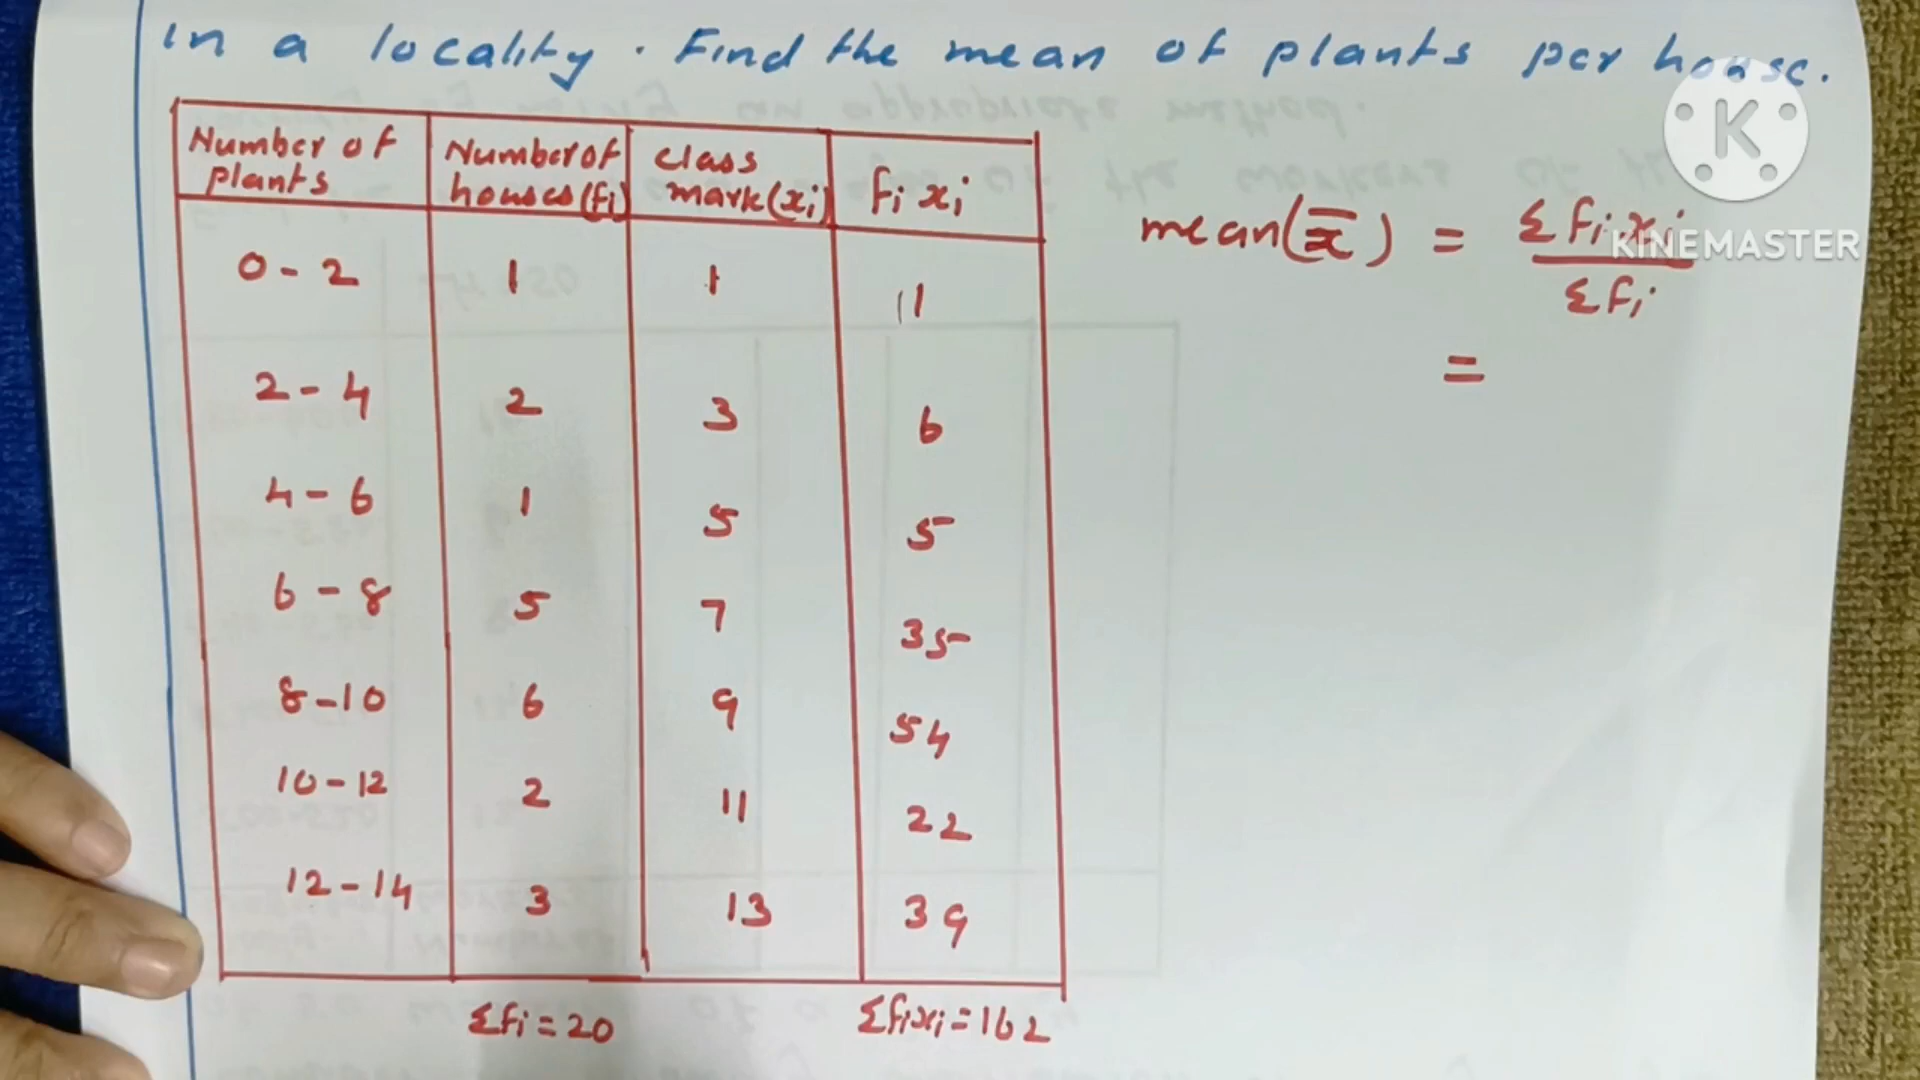 in a locality. Find the mean of plants per house.
Number of plants | Number of houses (fi) | class mark (xi) | fi xi
0-2 | 1 | 1 | 1
2-4 | 2 | 3 | 6
4-6 | 1 | 5 | 5
6-8 | 5 | 7 | 35
8-10 | 6 | 9 | 54
10-12 | 2 | 11 | 22
12-14 | 3 | 13 | 39
Σfi = 20 | Σfixi = 162
mean(x̄) = Σfixi / Σfi
=
K
KINEMASTER